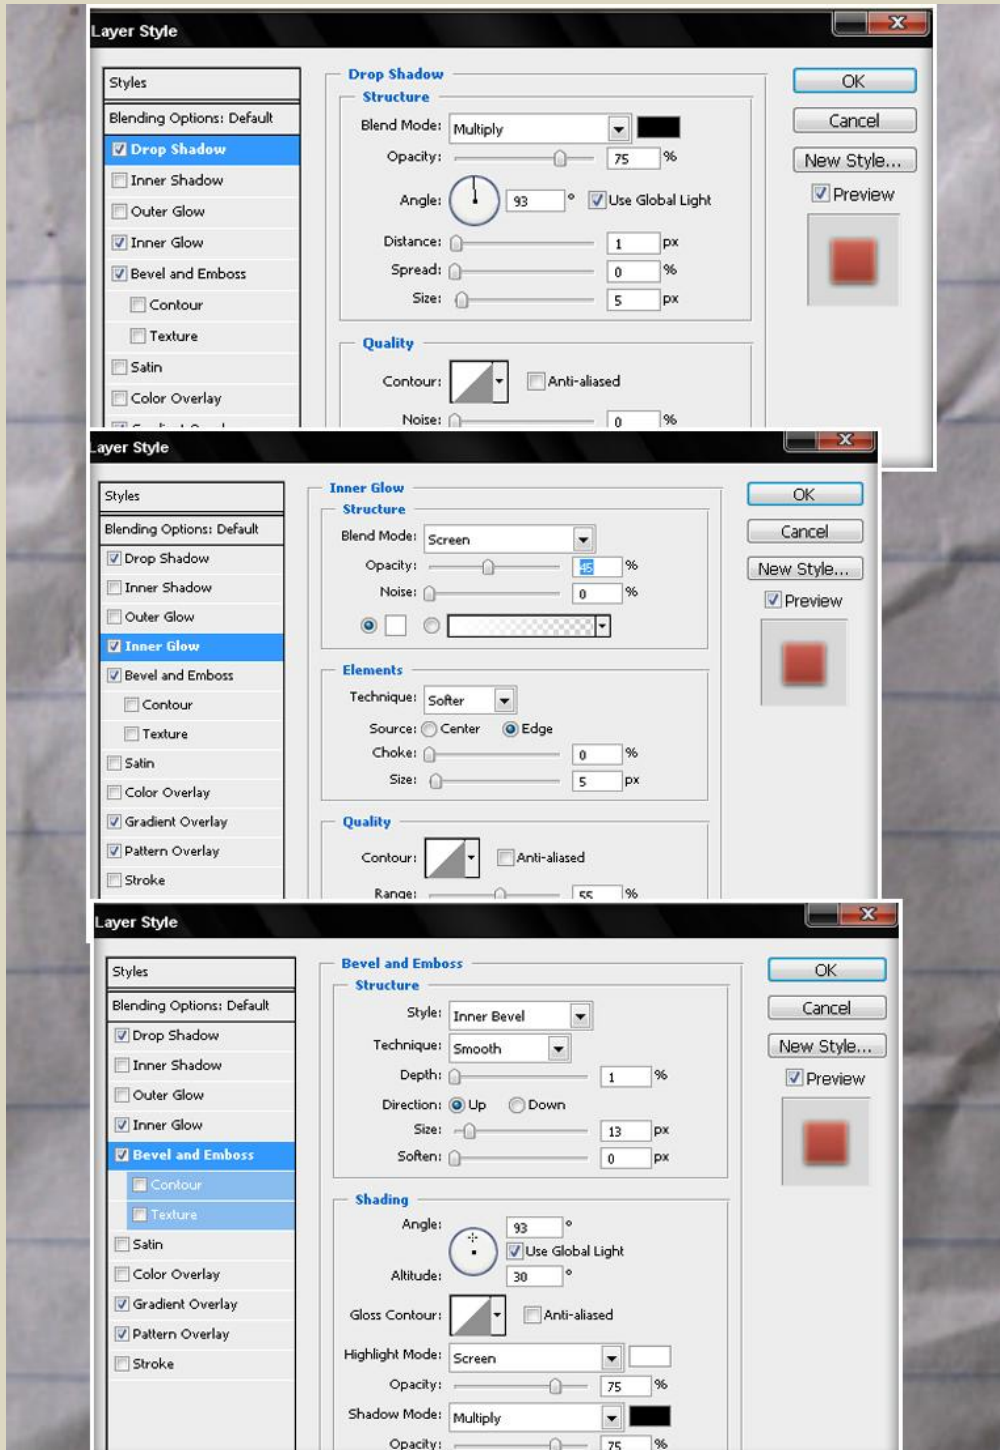 Layer Style
Styles
Blending Options: Default
Drop Shadow
Inner Shadow
Outer Glow
Inner Glow
Bevel and Emboss
Contour
Texture
Satin
Color Overlay
Drop Shadow
Structure
Blend Mode: Multiply
Opacity: 75 %
Angle: 93 ° Use Global Light
Distance: 1 px
Spread: 0 %
Size: 5 px
Quality
Contour: Anti-aliased
Noise: 0 %
OK
Cancel
New Style...
Preview
Layer Style
Styles
Blending Options: Default
Drop Shadow
Inner Shadow
Outer Glow
Inner Glow
Bevel and Emboss
Contour
Texture
Satin
Color Overlay
Gradient Overlay
Pattern Overlay
Stroke
Inner Glow
Structure
Blend Mode: Screen
Opacity: 45 %
Noise: 0 %
Elements
Technique: Softer
Source: Center Edge
Choke: 0 %
Size: 5 px
Quality
Contour: Anti-aliased
Range: 55 %
OK
Cancel
New Style...
Preview
Layer Style
Styles
Blending Options: Default
Drop Shadow
Inner Shadow
Outer Glow
Inner Glow
Bevel and Emboss
Contour
Texture
Satin
Color Overlay
Gradient Overlay
Pattern Overlay
Stroke
Bevel and Emboss
Structure
Style: Inner Bevel
Technique: Smooth
Depth: 1 %
Direction: Up Down
Size: 13 px
Soften: 0 px
Shading
Angle: 93 °
Use Global Light
Altitude: 30 °
Gloss Contour: Anti-aliased
Highlight Mode: Screen
Opacity: 75 %
Shadow Mode: Multiply
Opacity: 75 %
OK
Cancel
New Style...
Preview